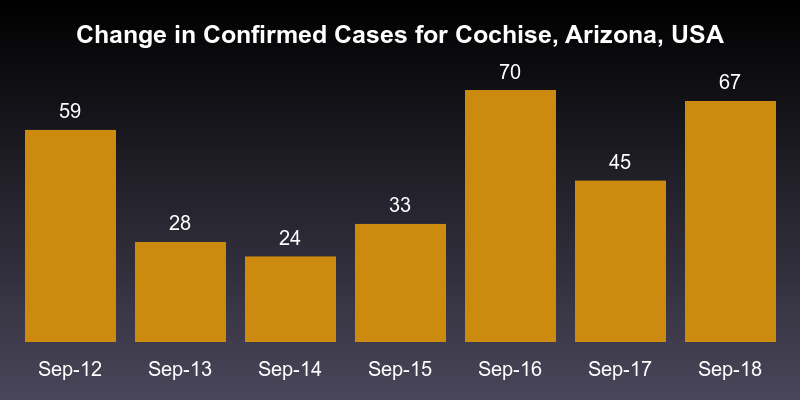 Change in Confirmed Cases for Cochise, Arizona, USA
59
28
24
33
70
45
67
Sep-12
Sep-13
Sep-14
Sep-15
Sep-16
Sep-17
Sep-18